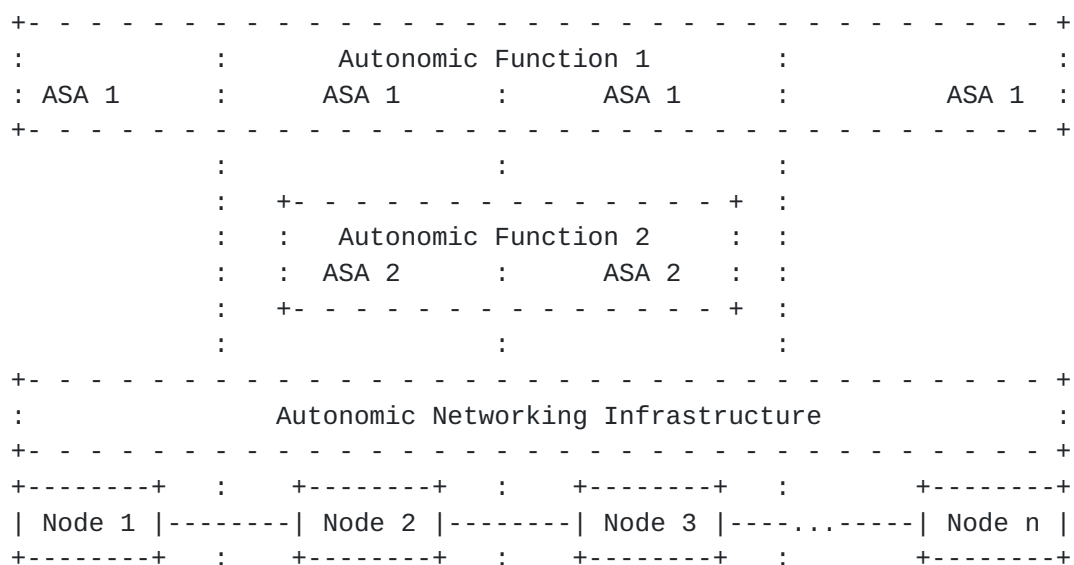 +- - - - - - - - - - - - - - - - - - - - - - - - - - - - - - - - - +
:            :       Autonomic Function 1        :                 :
: ASA 1      :      ASA 1      :      ASA 1      :          ASA 1  :
+- - - - - - - - - - - - - - - - - - - - - - - - - - - - - - - - - +
             :                 :                 :
             :   +- - - - - - - - - - - - - - +  :
             :   :   Autonomic Function 2     :  :
             :   :  ASA 2      :      ASA 2   :  :
             :   +- - - - - - - - - - - - - - +  :
             :                 :                 :
+- - - - - - - - - - - - - - - - - - - - - - - - - - - - - - - - - +
:                Autonomic Networking Infrastructure               :
+- - - - - - - - - - - - - - - - - - - - - - - - - - - - - - - - - +
+--------+   :    +--------+   :    +--------+   :        +--------+
| Node 1 |--------| Node 2 |--------| Node 3 |----...-----| Node n |
+--------+   :    +--------+   :    +--------+   :        +--------+